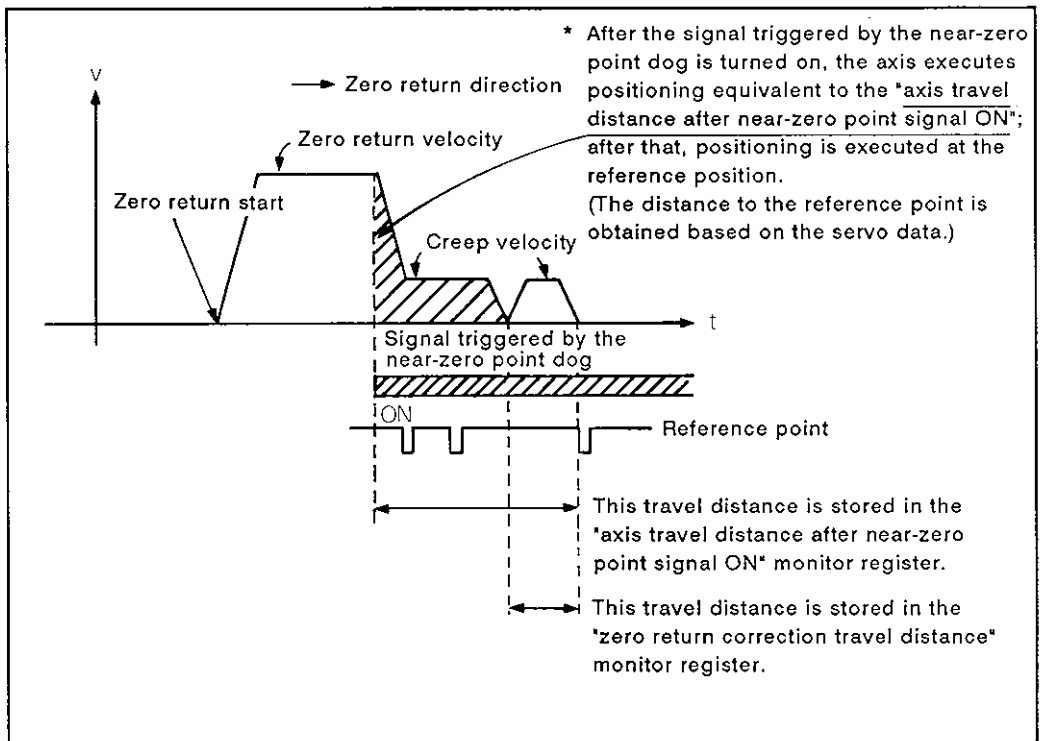 * After the signal triggered by the near-zero
point dog is turned on, the axis executes
positioning equivalent to the "axis travel
distance after near-zero point signal ON";
after that, positioning is executed at the
reference position.
(The distance to the reference point is
obtained based on the servo data.)
v
Zero return direction
Zero return velocity
Zero return start
Creep velocity
t
Signal triggered by the
near-zero point dog
ON
Reference point
This travel distance is stored in the
"axis travel distance after near-zero
point signal ON" monitor register.
This travel distance is stored in the
"zero return correction travel distance"
monitor register.